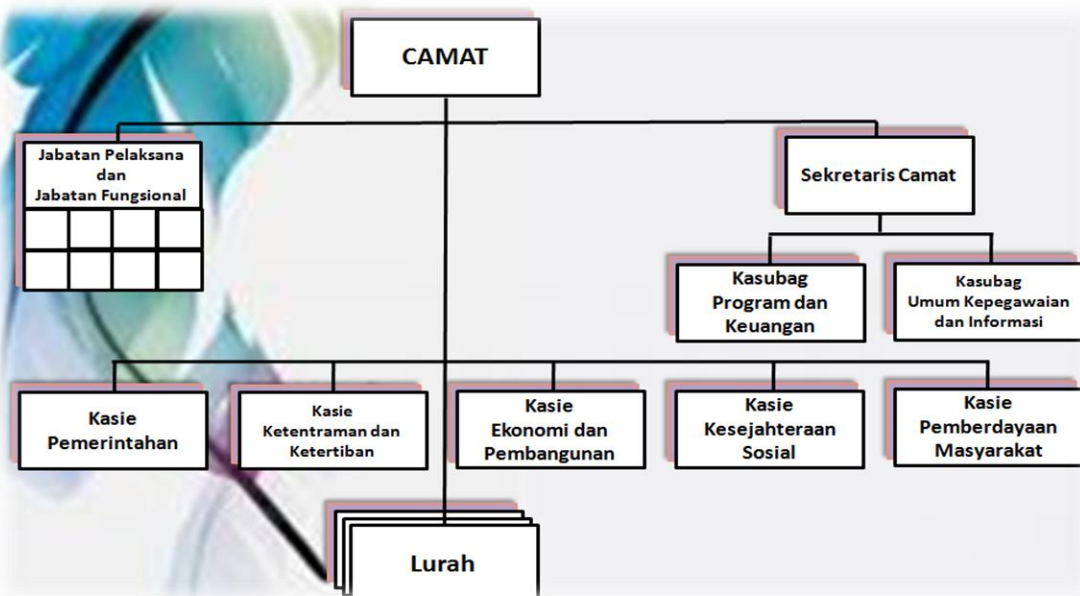 CAMAT
Jabatan Pelaksana
dan
Jabatan Fungsional
Sekretaris Camat
Kasubag
Program dan
Keuangan
Kasubag
Umum Kepegawaian
dan Informasi
Kasie
Pemerintahan
Kasie
Ketentraman dan
Ketertiban
Kasie
Ekonomi dan
Pembangunan
Kasie
Kesejahteraan
Sosial
Kasie
Pemberdayaan
Masyarakat
Lurah